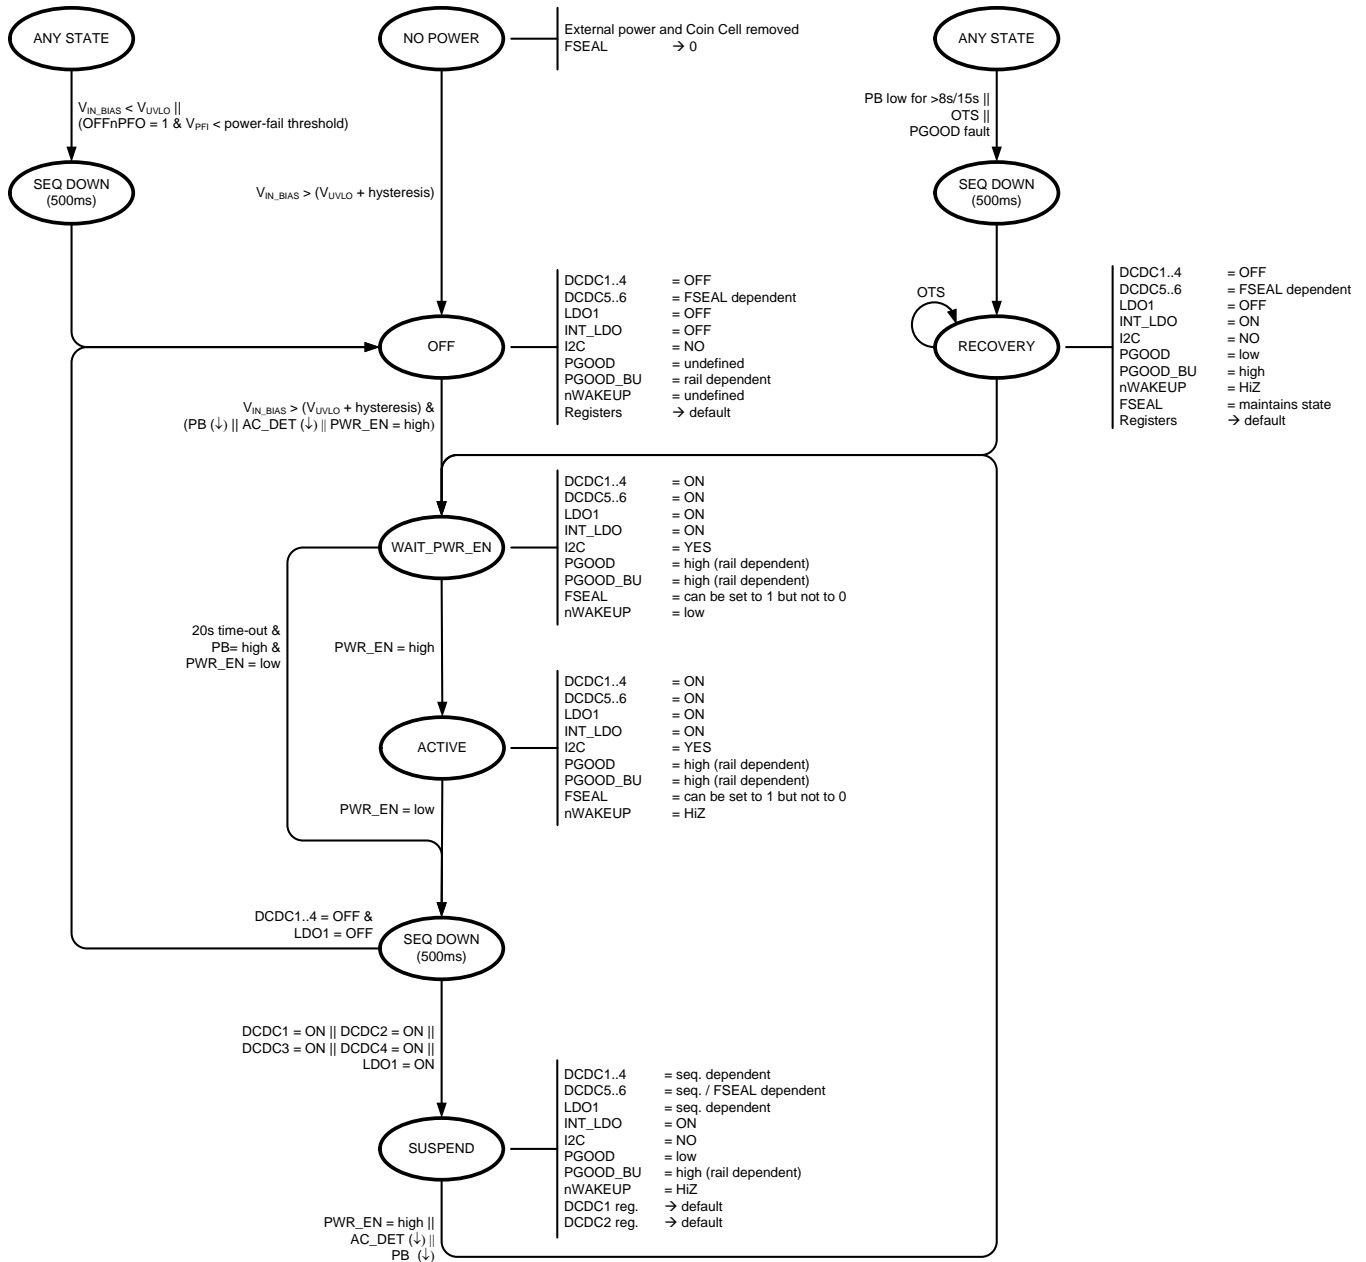 ANY STATE
V_IN_BIAS < V_UVLO ||
(OFFnPFO = 1 & V_PFI < power-fail threshold)
SEQ DOWN
(500ms)
NO POWER
External power and Coin Cell removed
FSEAL → 0
V_IN_BIAS > (V_UVLO + hysteresis)
ANY STATE
PB low for >8s/15s ||
OTS ||
PGOOD fault
SEQ DOWN
(500ms)
OFF
DCDC1..4 = OFF
DCDC5..6 = FSEAL dependent
LDO1 = OFF
INT_LDO = OFF
I2C = NO
PGOOD = undefined
PGOOD_BU = rail dependent
nWAKEUP = undefined
Registers → default
OTS
RECOVERY
DCDC1..4 = OFF
DCDC5..6 = FSEAL dependent
LDO1 = OFF
INT_LDO = ON
I2C = NO
PGOOD = low
PGOOD_BU = high
nWAKEUP = HiZ
FSEAL = maintains state
Registers → default
V_IN_BIAS > (V_UVLO + hysteresis) &
(PB (↓) || AC_DET (↓) || PWR_EN = high)
WAIT_PWR_EN
DCDC1..4 = ON
DCDC5..6 = ON
LDO1 = ON
INT_LDO = ON
I2C = YES
PGOOD = high (rail dependent)
PGOOD_BU = high (rail dependent)
FSEAL = can be set to 1 but not to 0
nWAKEUP = low
20s time-out &
PB= high &
PWR_EN = low
PWR_EN = high
ACTIVE
DCDC1..4 = ON
DCDC5..6 = ON
LDO1 = ON
INT_LDO = ON
I2C = YES
PGOOD = high (rail dependent)
PGOOD_BU = high (rail dependent)
FSEAL = can be set to 1 but not to 0
nWAKEUP = HiZ
PWR_EN = low
DCDC1..4 = OFF &
LDO1 = OFF
SEQ DOWN
(500ms)
DCDC1 = ON || DCDC2 = ON ||
DCDC3 = ON || DCDC4 = ON ||
LDO1 = ON
SUSPEND
DCDC1..4 = seq. dependent
DCDC5..6 = seq. / FSEAL dependent
LDO1 = seq. dependent
INT_LDO = ON
I2C = NO
PGOOD = low
PGOOD_BU = high (rail dependent)
nWAKEUP = HiZ
DCDC1 reg. → default
DCDC2 reg. → default
PWR_EN = high ||
AC_DET (↓) ||
PB (↓)